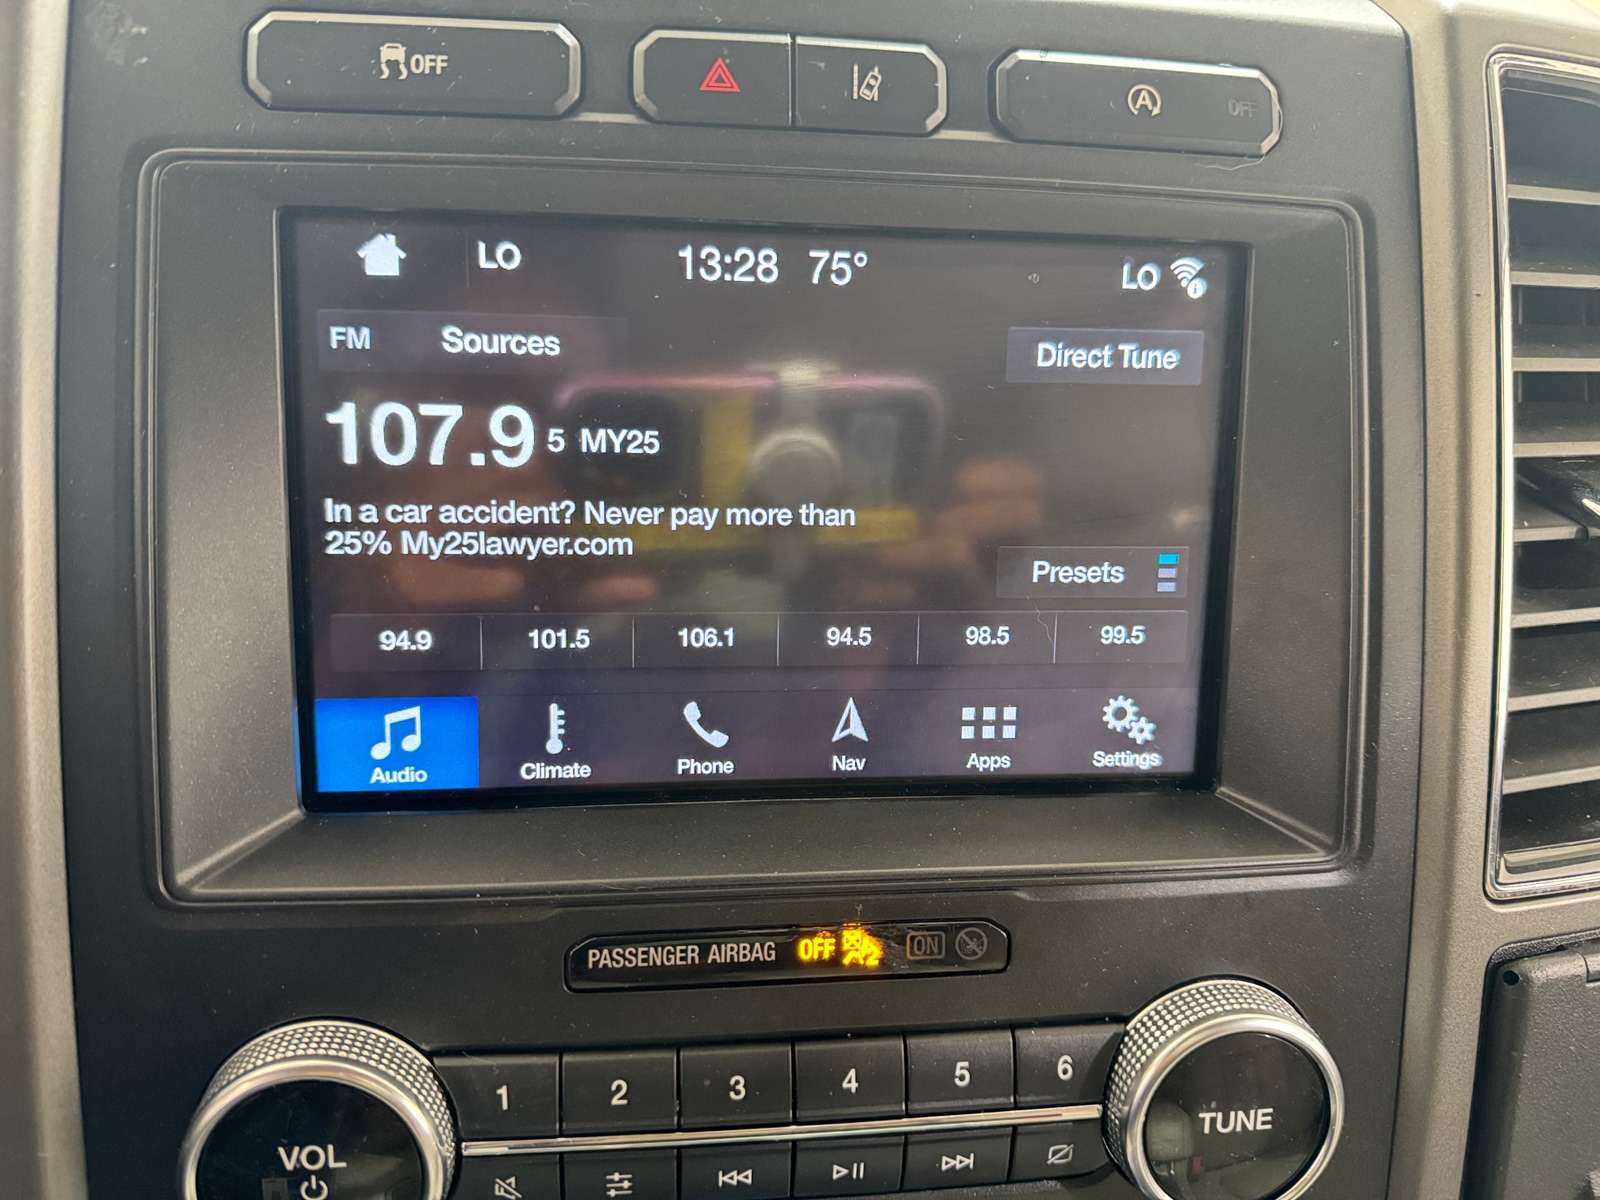 OFF
A OFF
LO 13:28 75° LO
FM Sources Direct Tune
107.9 5 MY25
In a car accident? Never pay more than
25% My25lawyer.com
Presets
94.9 101.5 106.1 94.5 98.5 99.5
Audio Climate Phone Nav Apps Settings
PASSENGER AIRBAG OFF 2 ON
1 2 3 4 5 6
VOL TUNE